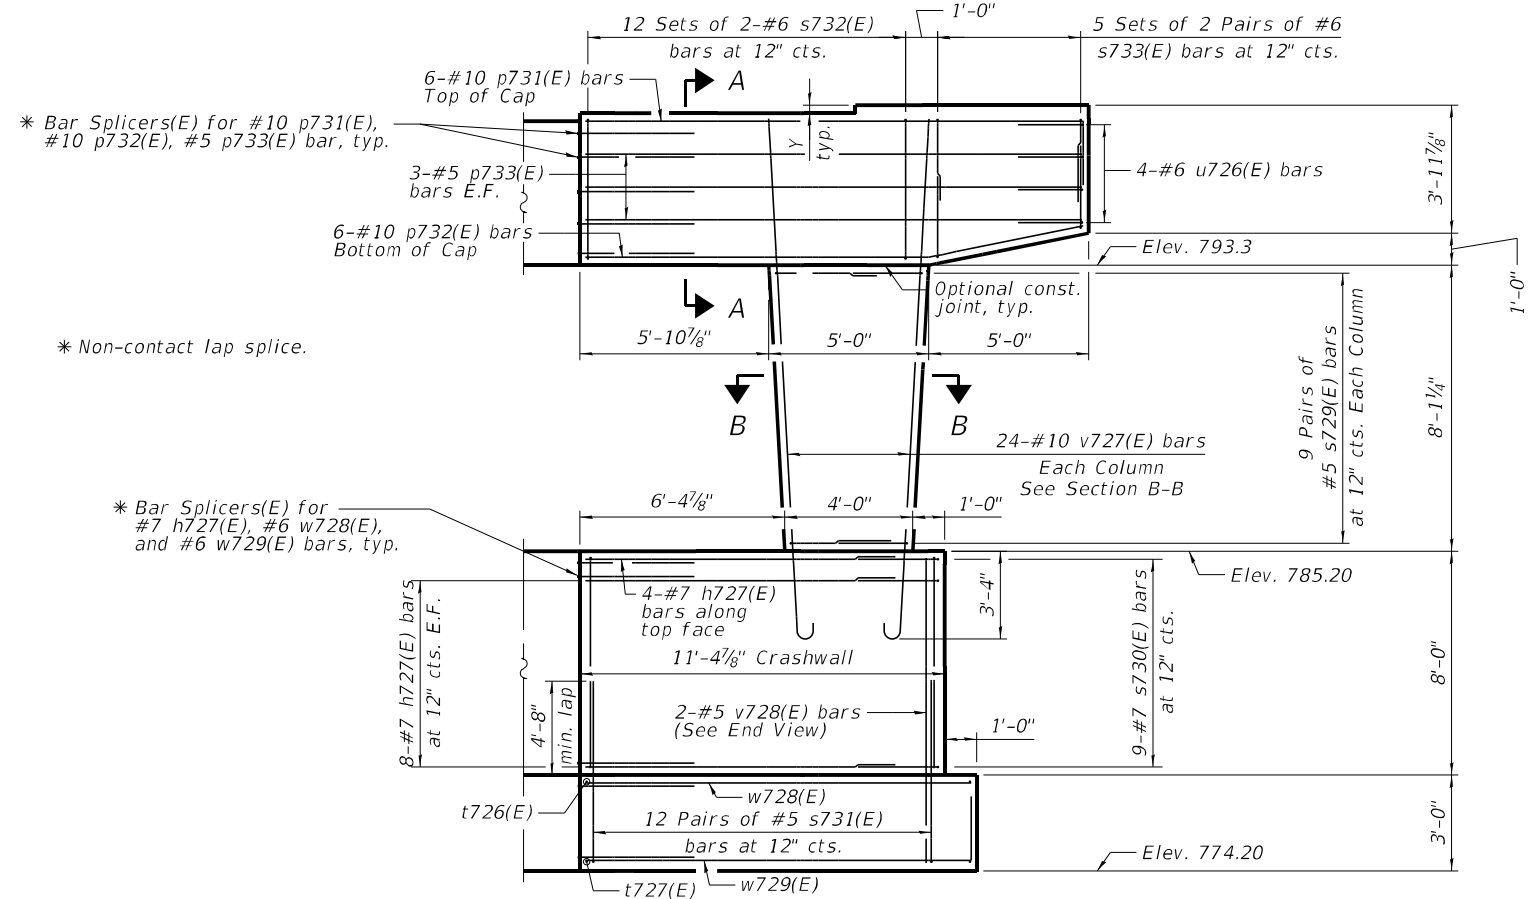 12 Sets of 2-#6 s732(E)
bars at 12" cts.
1'-0"
5 Sets of 2 Pairs of #6
s733(E) bars at 12" cts.
6-#10 p731(E) bars
Top of Cap
A
* Bar Splicers(E) for #10 p731(E),
#10 p732(E), #5 p733(E) bar, typ.
Y
typ.
3-#5 p733(E)
bars E.F.
4-#6 u726(E) bars
3'-11⅞"
6-#10 p732(E) bars
Bottom of Cap
Elev. 793.3
1'-0"
A
Optional const.
joint, typ.
* Non-contact lap splice.
5'-10⅞"
5'-0"
5'-0"
9 Pairs of
#5 s729(E) bars
at 12" cts. Each Column
8'-1¼"
B
B
24-#10 v727(E) bars
Each Column
See Section B-B
* Bar Splicers(E) for
#7 h727(E), #6 w728(E),
and #6 w729(E) bars, typ.
6'-4⅞"
4'-0"
1'-0"
Elev. 785.20
8-#7 h727(E) bars
at 12" cts. E.F.
4-#7 h727(E)
bars along
top face
3'-4"
11'-4⅞" Crashwall
9-#7 s730(E) bars
at 12" cts.
8'-0"
4'-8"
min. lap
2-#5 v728(E) bars
(See End View)
1'-0"
t726(E)
w728(E)
12 Pairs of #5 s731(E)
bars at 12" cts.
3'-0"
Elev. 774.20
t727(E)
w729(E)